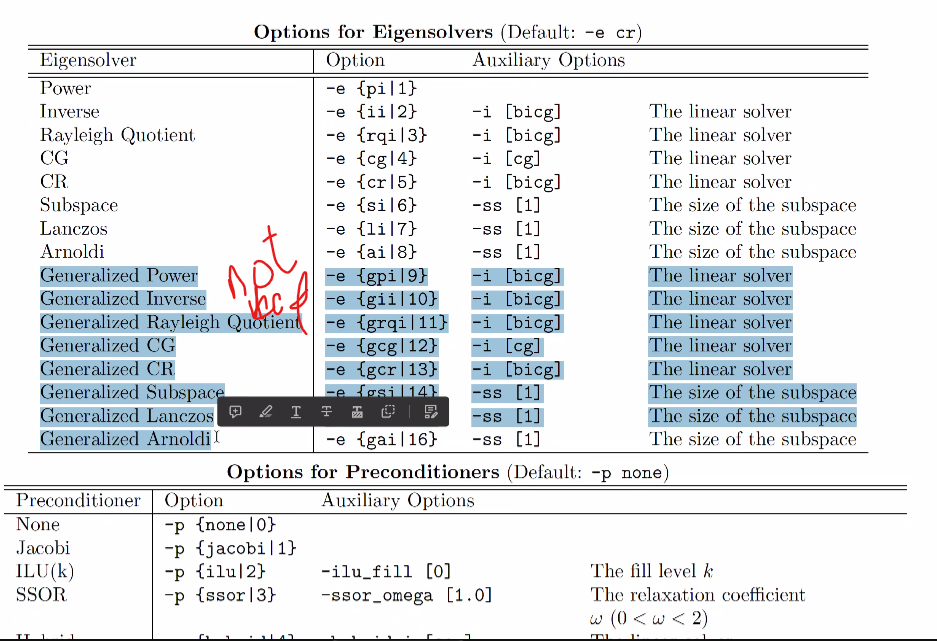 Options for Eigensolvers (Default: -e cr)
Eigensolver Option Auxiliary Options
Power -e {pi|1}
Inverse -e {ii|2} -i [bicg] The linear solver
Rayleigh Quotient -e {rqi|3} -i [bicg] The linear solver
CG -e {cg|4} -i [cg] The linear solver
CR -e {cr|5} -i [bicg] The linear solver
Subspace -e {si|6} -ss [1] The size of the subspace
Lanczos -e {li|7} -ss [1] The size of the subspace
Arnoldi -e {ai|8} -ss [1] The size of the subspace
not
Generalized Power -e {gpi|9} -i [bicg] The linear solver
Generalized Inverse -e {gii|10} -i [bicg] The linear solver
Generalized Rayleigh Quotient -e {grqi|11} -i [bicg] The linear solver
Generalized CG -e {gcg|12} -i [cg] The linear solver
Generalized CR -e {gcr|13} -i [bicg] The linear solver
Generalized Subspace -e {gsi|14} -ss [1] The size of the subspace
Generalized Lanczos -ss [1] The size of the subspace
Generalized Arnoldi -e {gai|16} -ss [1] The size of the subspace
Options for Preconditioners (Default: -p none)
Preconditioner Option Auxiliary Options
None -p {none|0}
Jacobi -p {jacobi|1}
ILU(k) -p {ilu|2} -ilu_fill [0] The fill level k
SSOR -p {ssor|3} -ssor_omega [1.0] The relaxation coefficient
ω (0 < ω < 2)